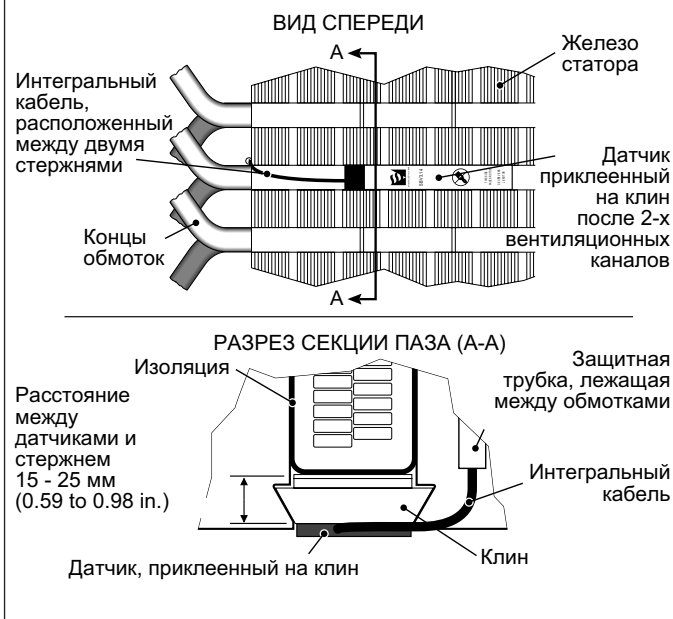 ВИД СПЕРЕДИ
А
Железо
статора
Интегральный
кабель,
расположенный
между двумя
стержнями
Датчик
приклеенный
на клин
после 2-х
вентиляционных
каналов
Концы
обмоток
А
РАЗРЕЗ СЕКЦИИ ПАЗА (А-А)
Изоляция
Защитная
трубка, лежащая
между обмотками
Расстояние
между
датчиками и
стержнем
15 - 25 мм
(0.59 to 0.98 in.)
Интегральный
кабель
Клин
Датчик, приклеенный на клин